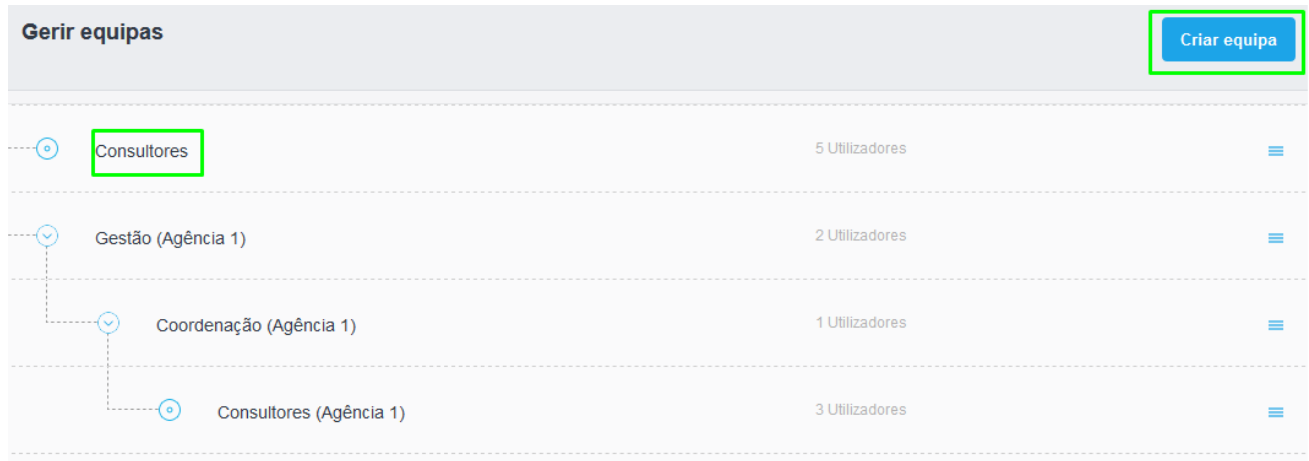 Gerir equipas
Criar equipa
Consultores
5 Utilizadores
Gestão (Agência 1)
2 Utilizadores
Coordenação (Agência 1)
1 Utilizadores
Consultores (Agência 1)
3 Utilizadores